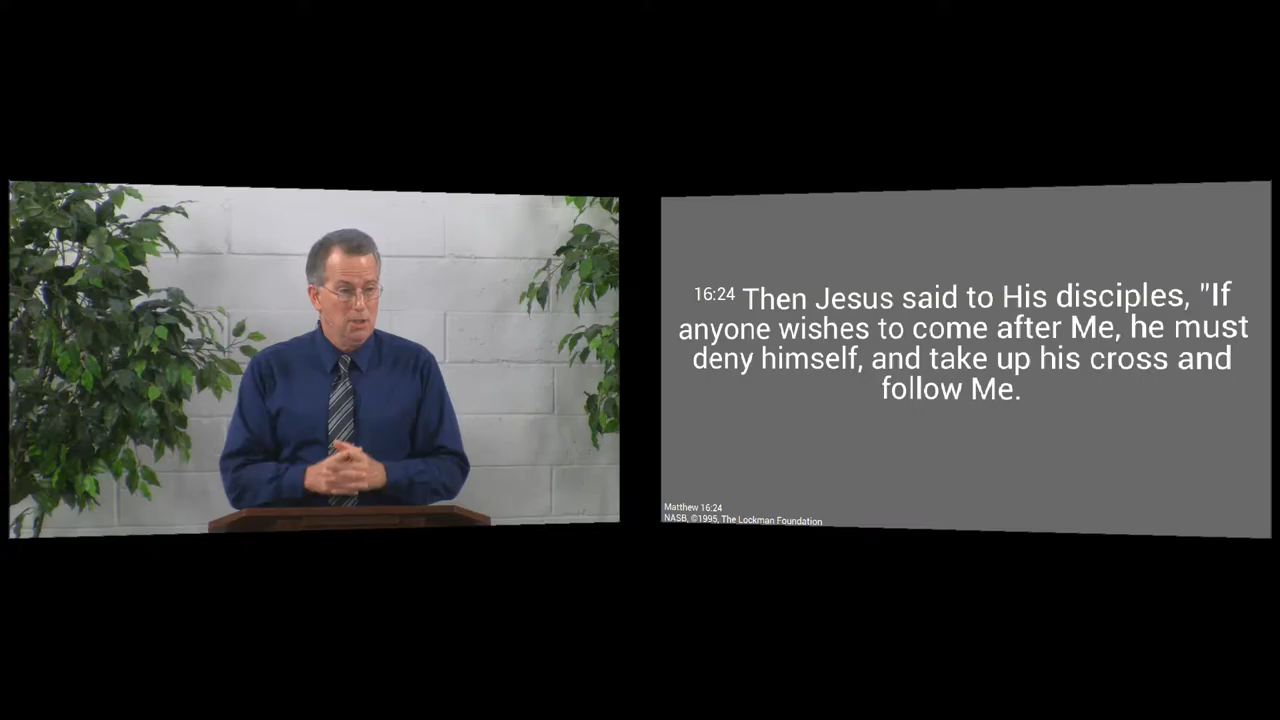 16:24 Then Jesus said to His disciples, "If
anyone wishes to come after Me, he must
deny himself, and take up his cross and
follow Me.
Matthew 16:24
NASB, ©1995, The Lockman Foundation